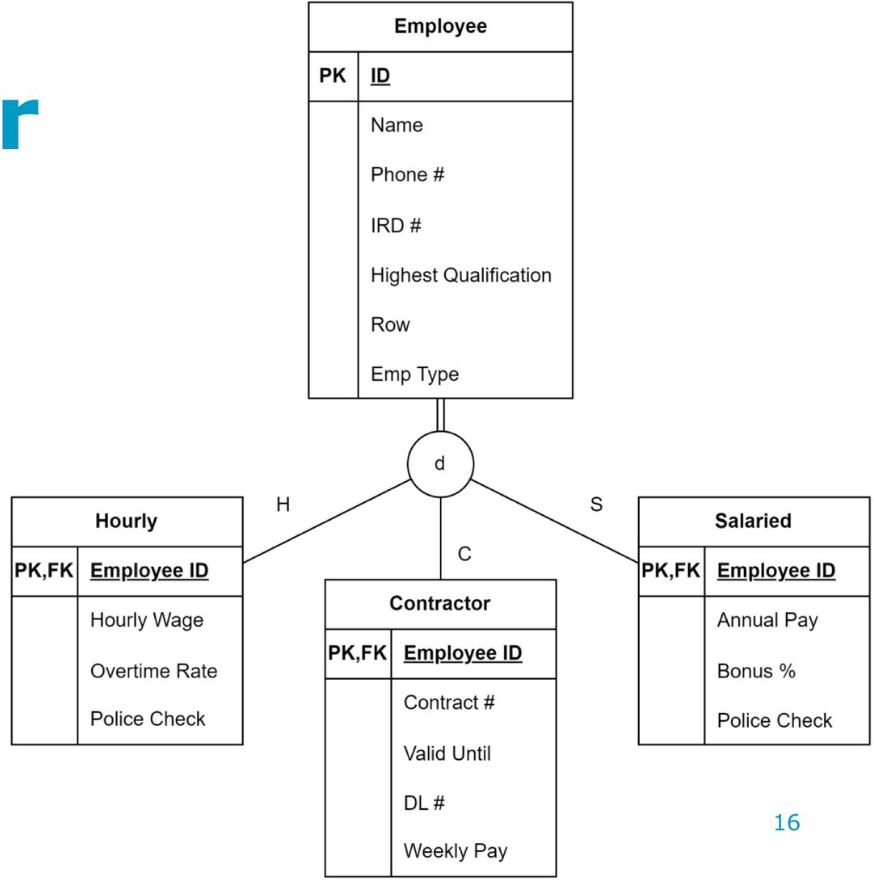 r
Employee
PK ID
Name
Phone #
IRD #
Highest Qualification
Row
Emp Type
d
H
C
S
Hourly
PK,FK Employee ID
Hourly Wage
Overtime Rate
Police Check
Contractor
PK,FK Employee ID
Contract #
Valid Until
DL #
Weekly Pay
Salaried
PK,FK Employee ID
Annual Pay
Bonus %
Police Check
16